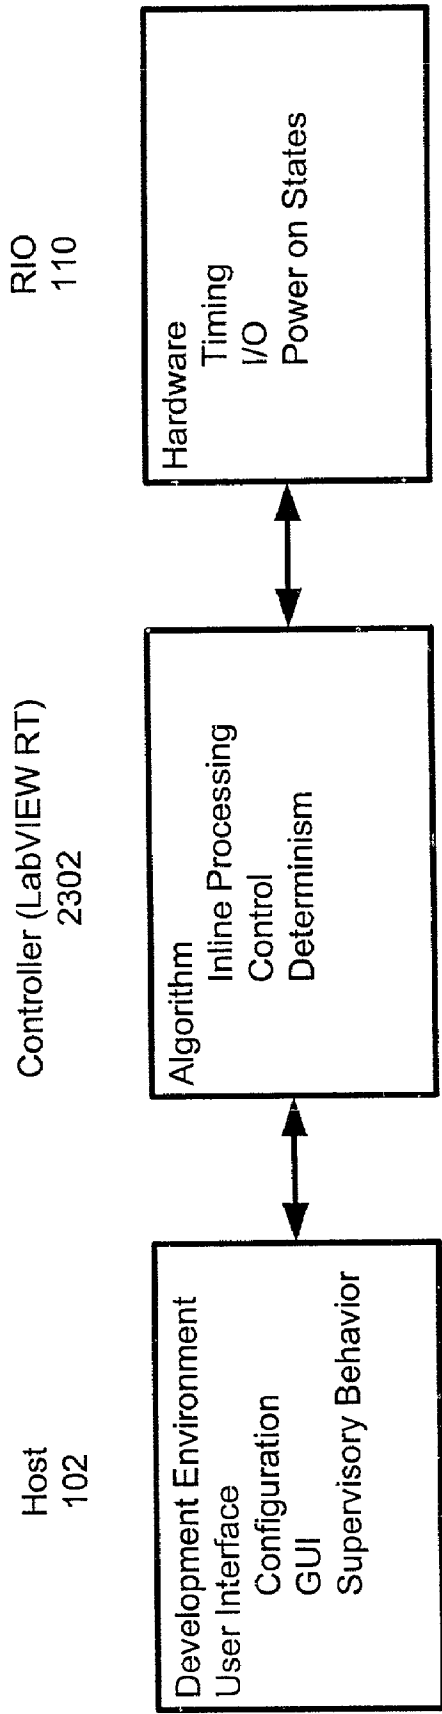 Host
102
Development Environment
User Interface
Configuration
GUI
Supervisory Behavior
Controller (LabVIEW RT)
2302
Algorithm
Inline Processing
Control
Determinism
RIO
110
Hardware
Timing
I/O
Power on States